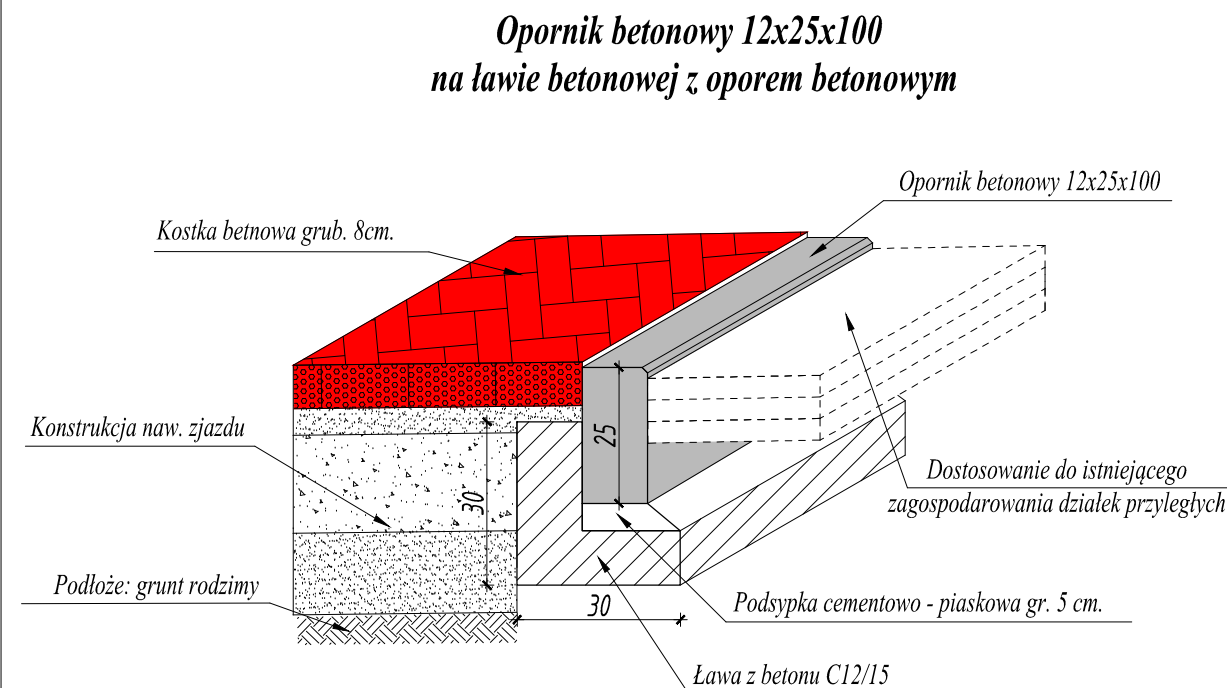 Opornik betonowy 12x25x100
na ławie betonowej z oporem betonowym
Opornik betonowy 12x25x100
Kostka betnowa grub. 8cm.
Konstrukcja naw. zjazdu
25
30
Dostosowanie do istniejącego
zagospodarowania działek przyległych
Podłoże: grunt rodzimy
30
Podsypka cementowo - piaskowa gr. 5 cm.
Ława z betonu C12/15